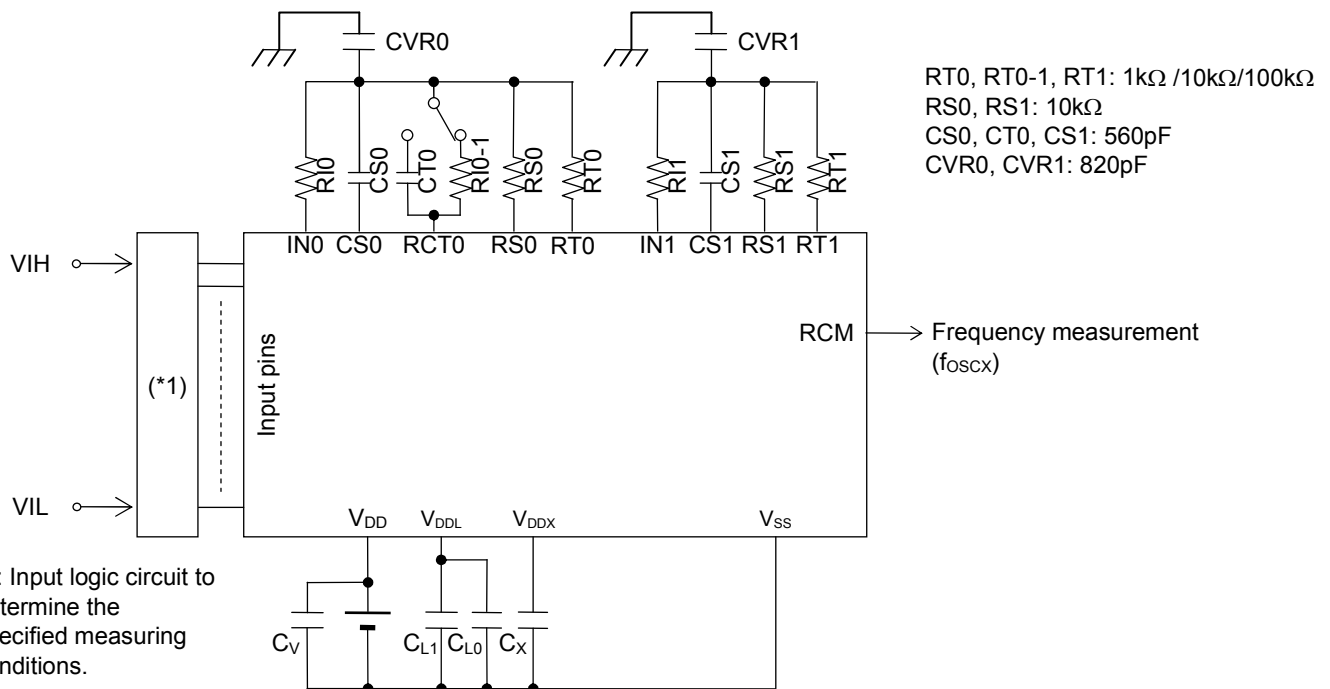 CVR0
CVR1
RT0, RT0-1, RT1: 1kΩ /10kΩ/100kΩ
RS0, RS1: 10kΩ
CS0, CT0, CS1: 560pF
CVR0, CVR1: 820pF
RI0
CS0
CT0
RI0-1
RS0
RT0
RI1
CS1
RS1
RT1
IN0 CS0 RCT0 RS0 RT0
IN1 CS1 RS1 RT1
VIH
VIL
(*1)
Input pins
RCM
Frequency measurement
(fOSCX)
VDD
VDDL
VDDX
VSS
: Input logic circuit to
termine the
ecified measuring
nditions.
CV
CL1
CL0
CX